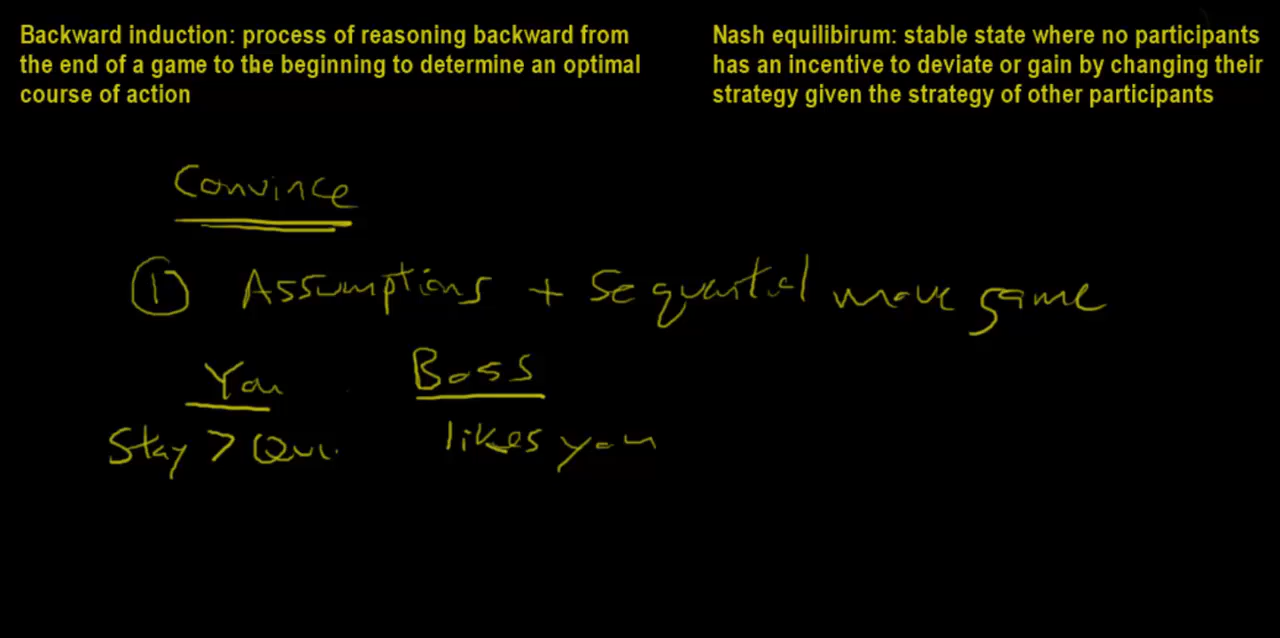 Backward induction: process of reasoning backward from
the end of a game to the beginning to determine an optimal
course of action
Nash equilibirum: stable state where no participants
has an incentive to deviate or gain by changing their
strategy given the strategy of other participants
Convince
① Assumptions + Sequential move game
You
Boss
Stay >
likes you